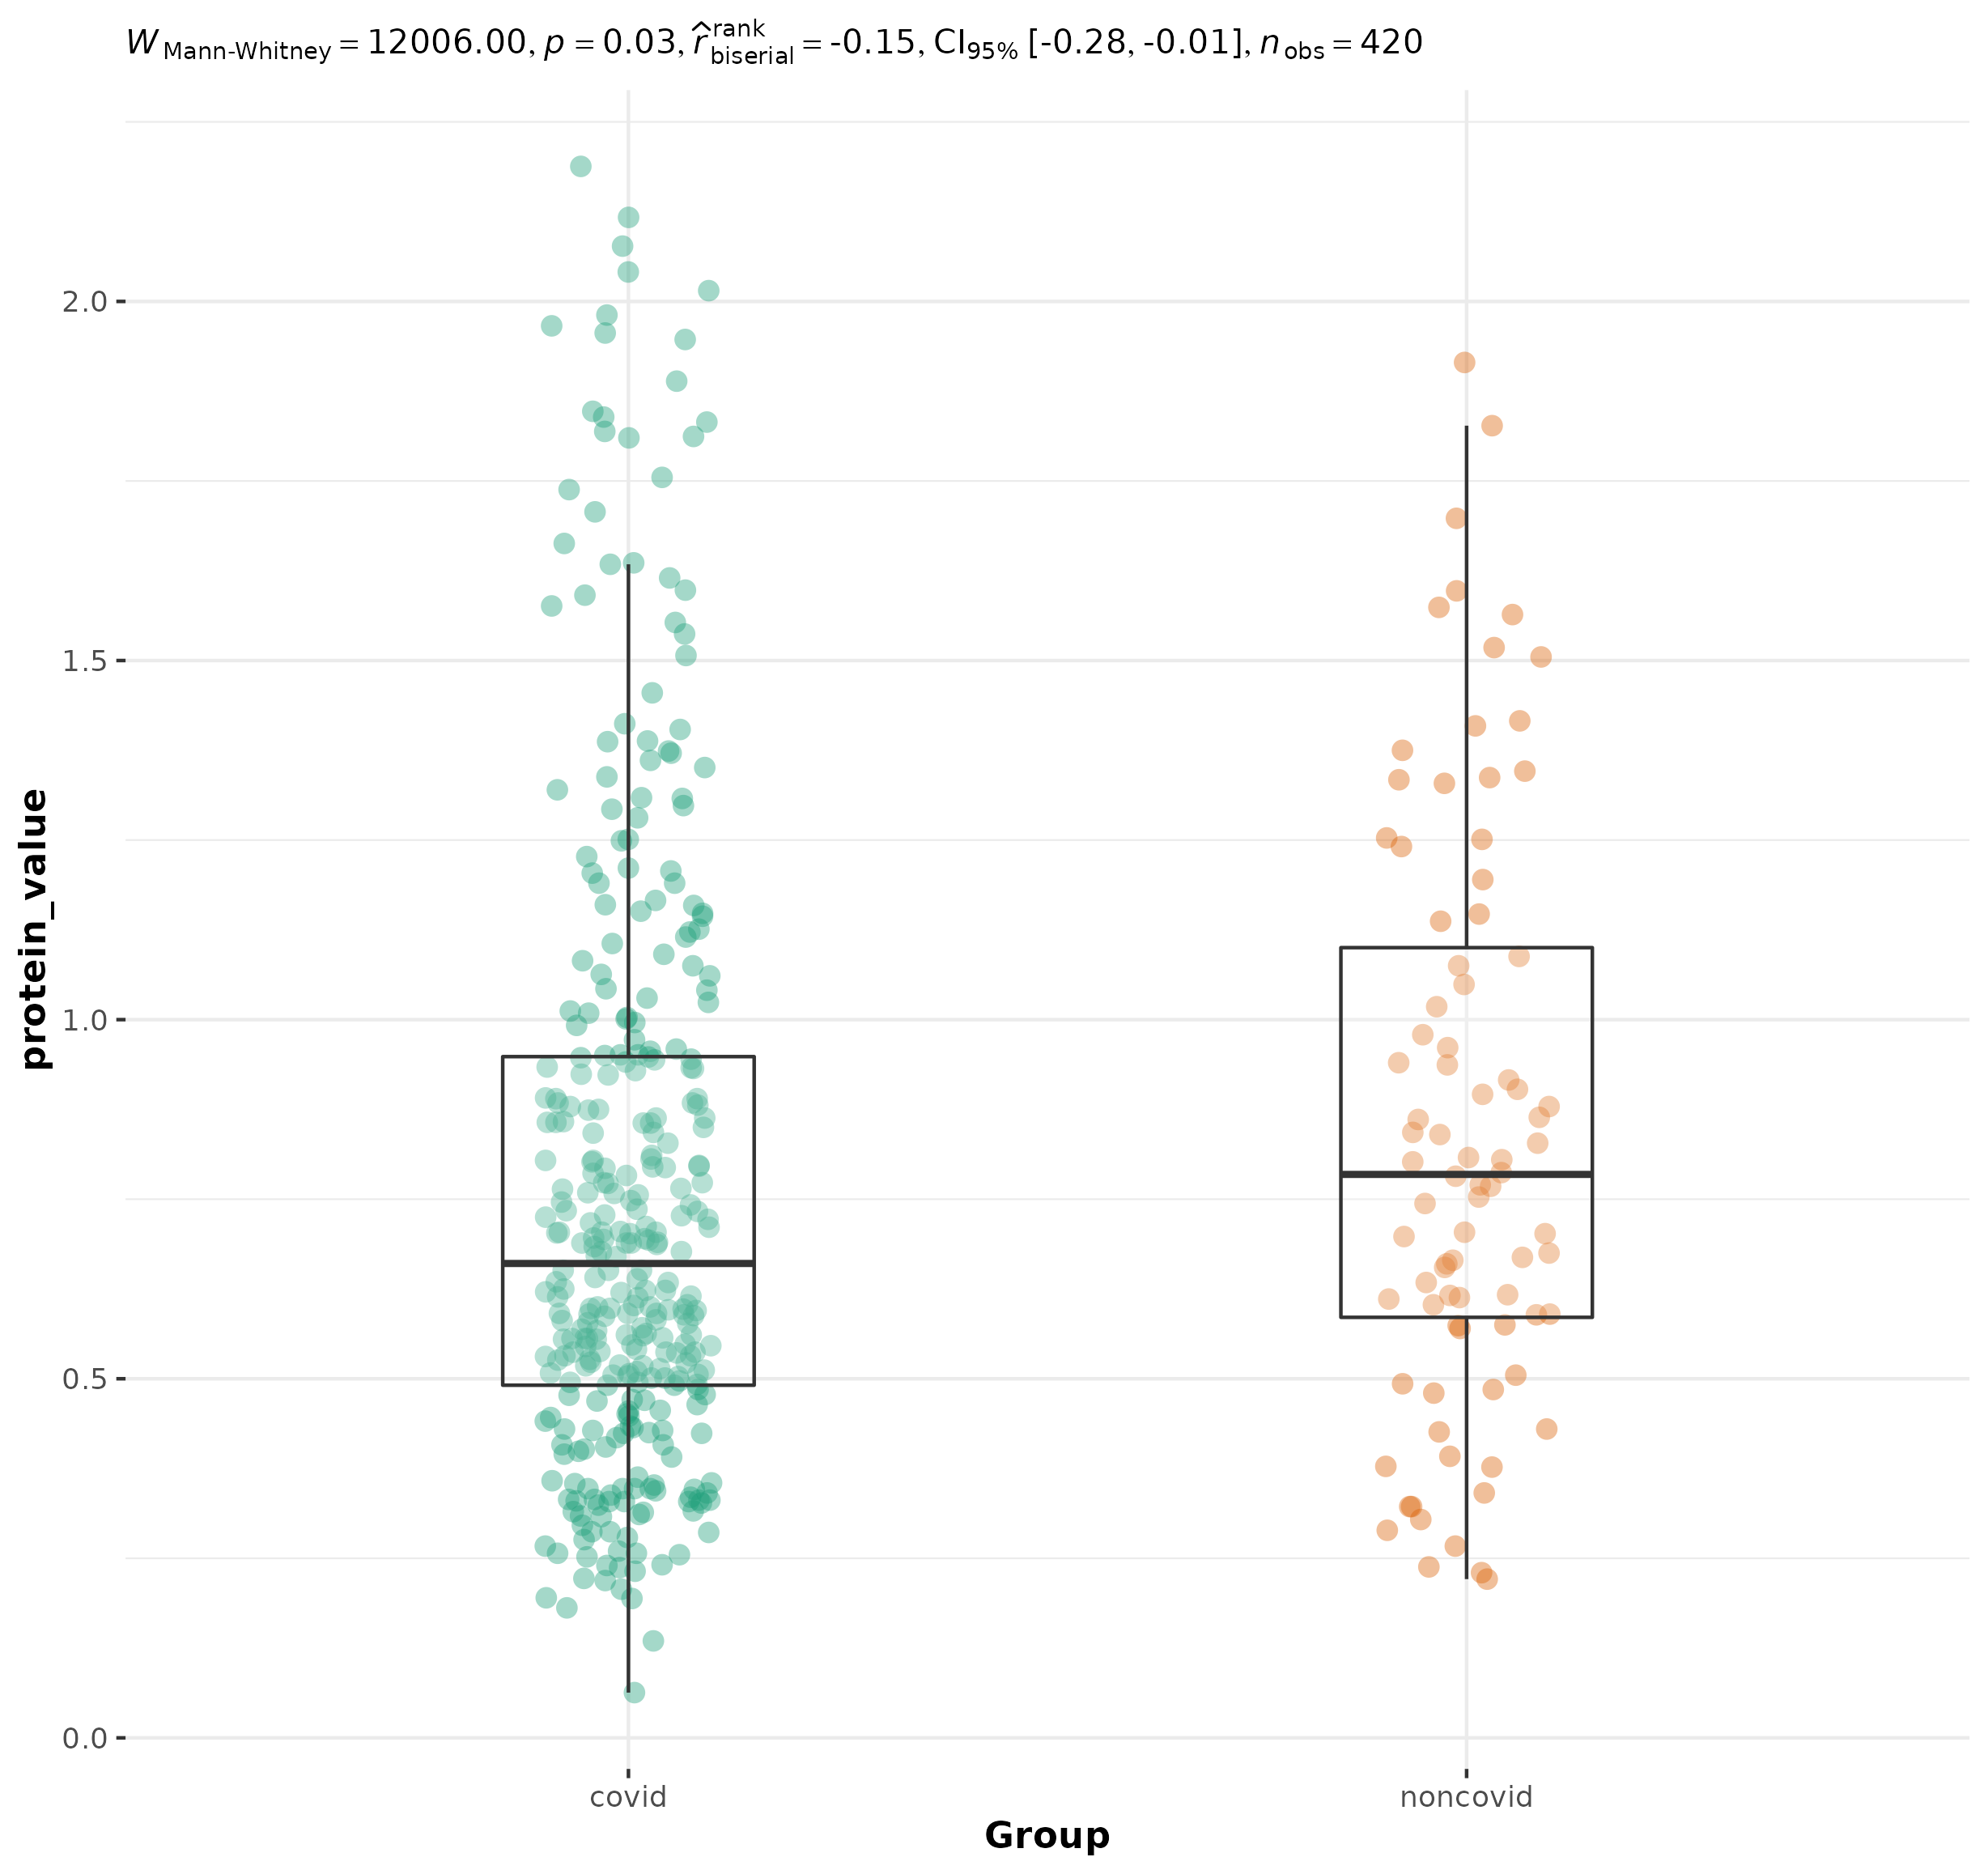 W Mann-Whitney = 12006.00, p = 0.03, r̂ rank biserial = -0.15, CI95% [-0.28, -0.01], n obs = 420
protein_value
2.0
1.5
1.0
0.5
0.0
covid noncovid
Group